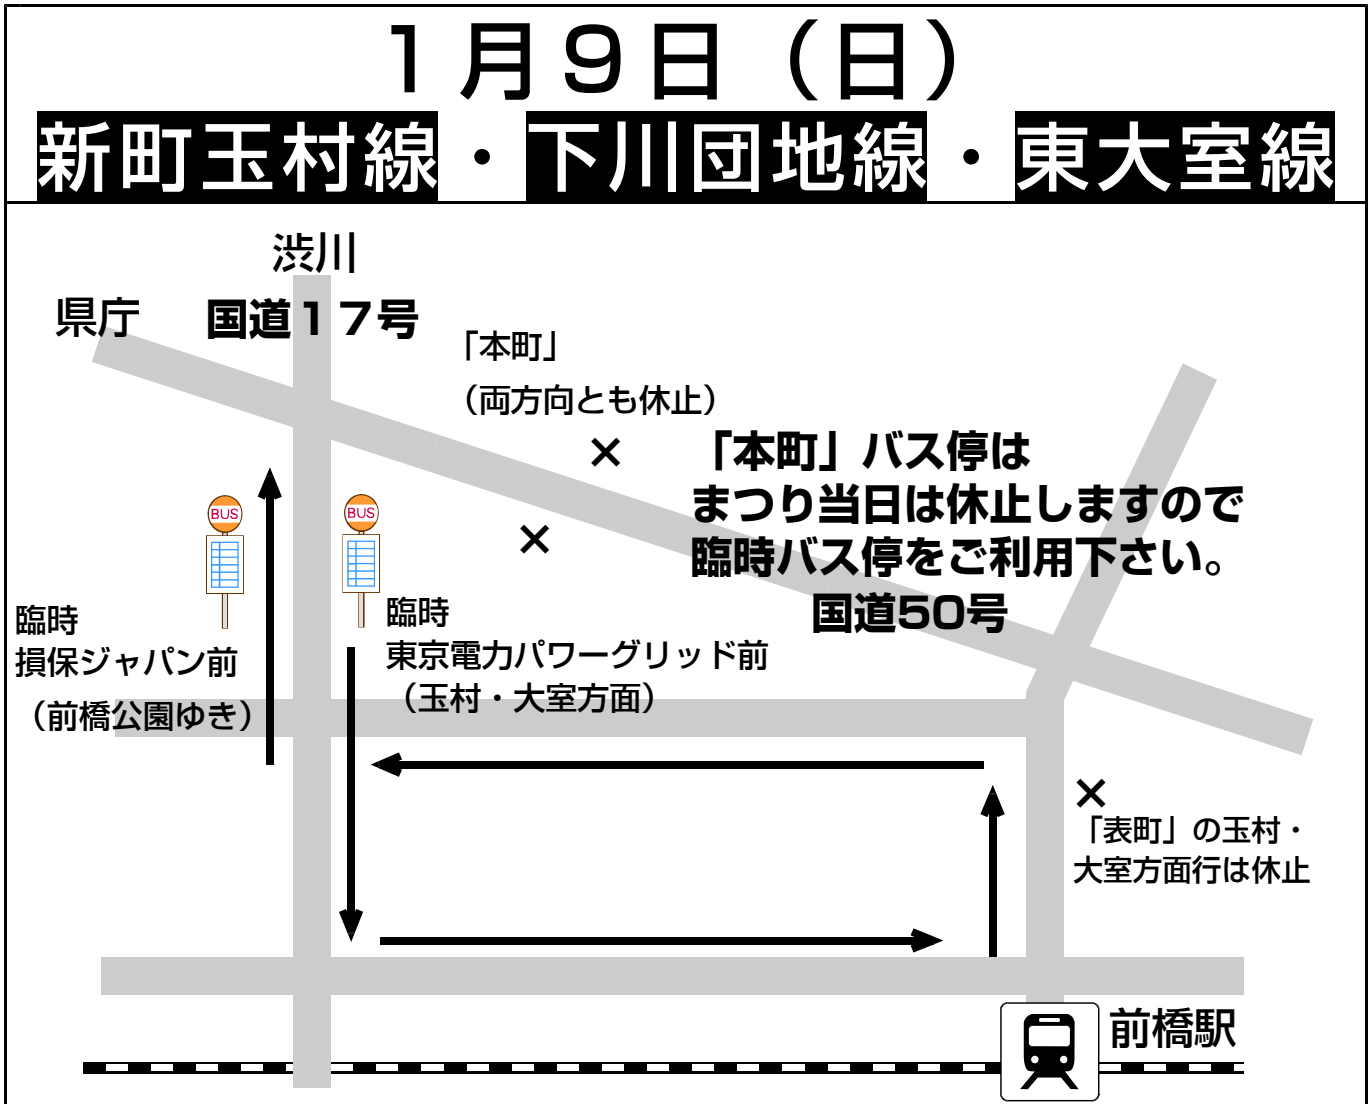 １月９日（日）
新町玉村線・下川団地線・東大室線
渋川
県庁
国道１７号
「本町」
（両方向とも休止）
×
「本町」バス停は
まつり当日は休止しますので
臨時バス停をご利用下さい。
×
BUS
BUS
国道50号
臨時
損保ジャパン前
（前橋公園ゆき）
臨時
東京電力パワーグリッド前
（玉村・大室方面）
×
「表町」の玉村・
大室方面行は休止
前橋駅